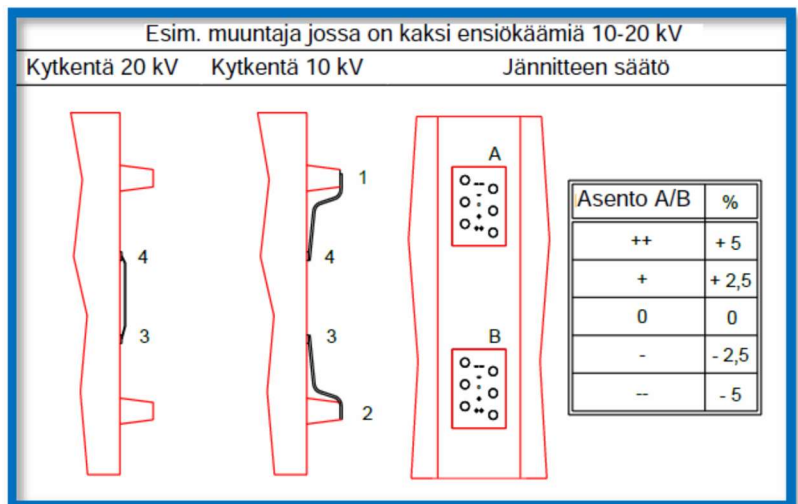 Esim. muuntaja jossa on kaksi ensiökäämiä 10-20 kV
Kytkentä 20 kV Kytkentä 10 kV Jännitteen säätö
4
3
1
4
3
2
A
--
-
+
++
B
--
-
+
++
Asento A/B %
++ + 5
+ + 2,5
0 0
- - 2,5
-- - 5